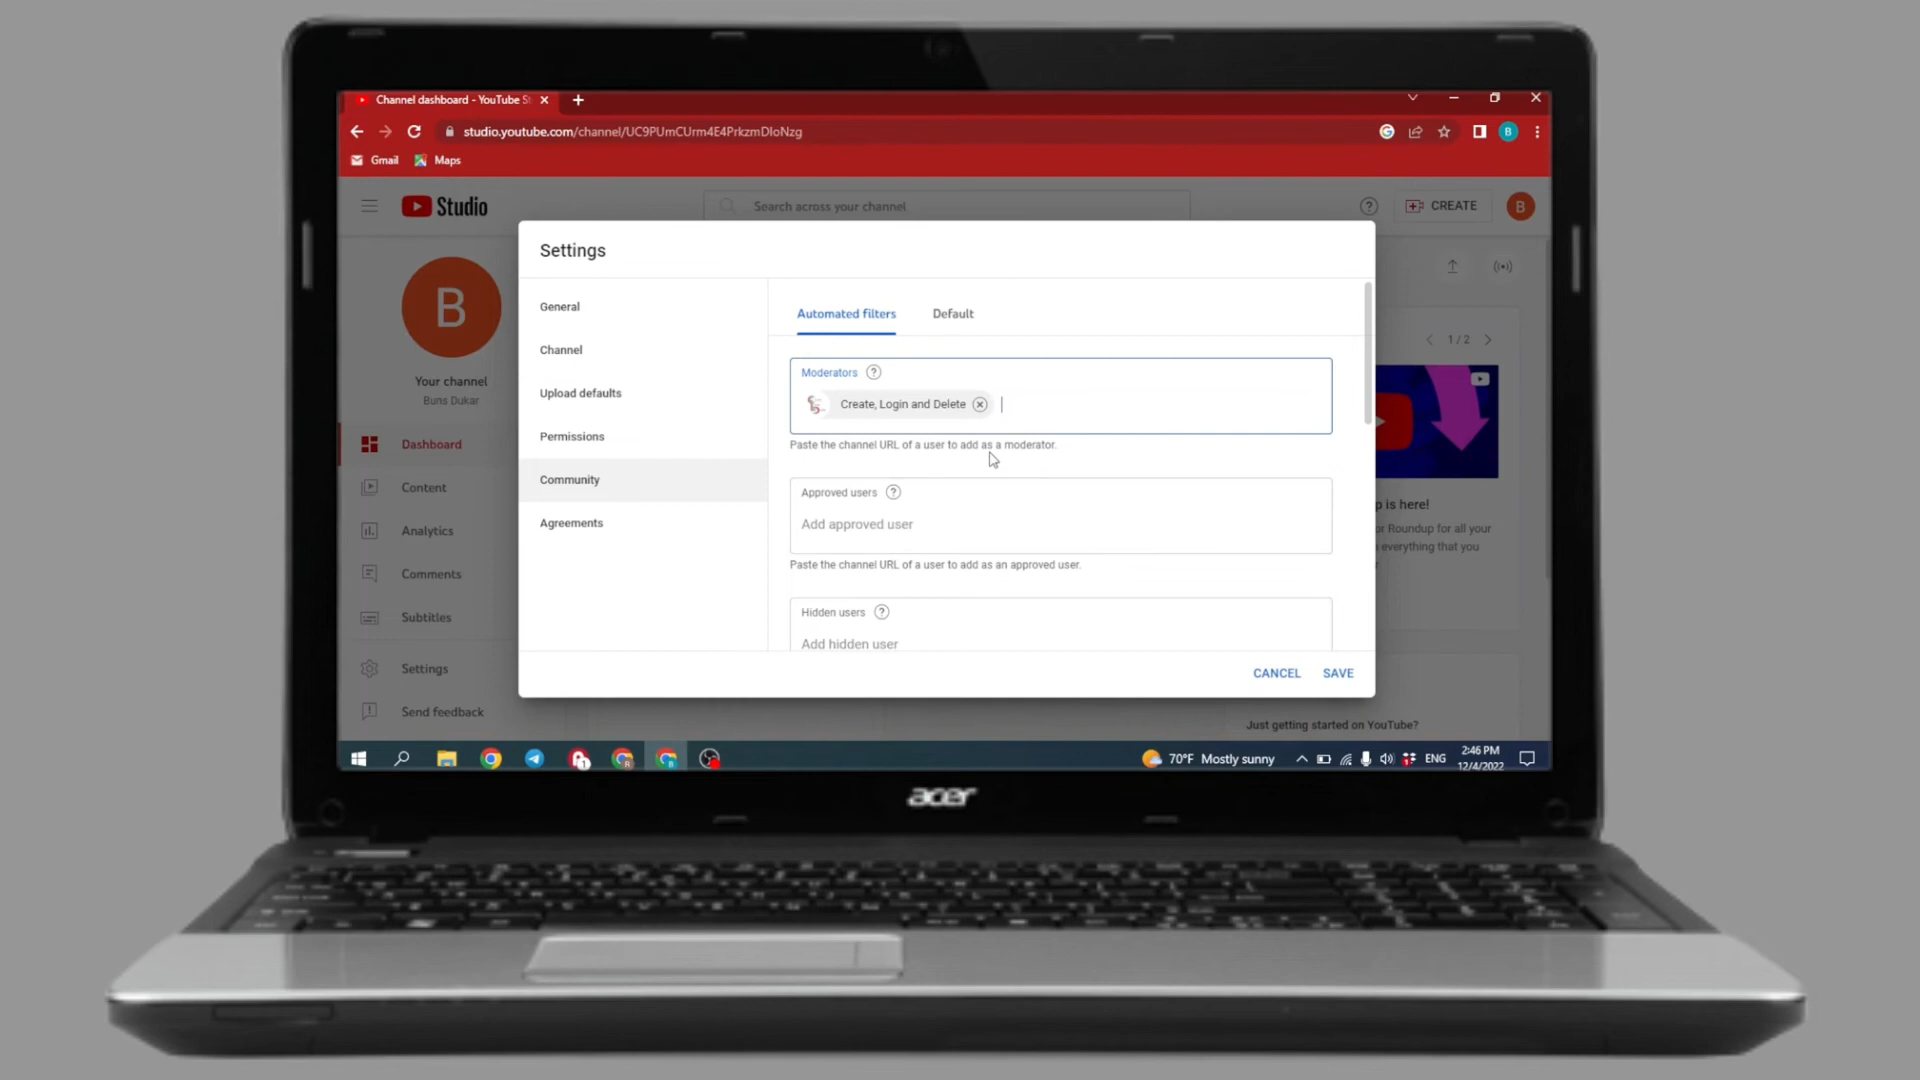 Channel dashboard - YouTube St
studio.youtube.com/channel/UC9PUmCUrm4E4PrkzmDIoNzg
G
B
Gmail
Maps
Studio
Search across your channel
CREATE
B
Settings
B
Your channel
Buns Dukar
Dashboard
Content
Analytics
Comments
Subtitles
Settings
Send feedback
General
Channel
Upload defaults
Permissions
Community
Agreements
Automated filters
Default
Moderators
Create, Login and Delete
Paste the channel URL of a user to add as a moderator.
Approved users
Add approved user
Paste the channel URL of a user to add as an approved user.
Hidden users
Add hidden user
CANCEL
SAVE
1 / 2
p is here!
or Roundup for all your
everything that you
Just getting started on YouTube?
70°F Mostly sunny
ENG
2:46 PM
12/4/2022
acer